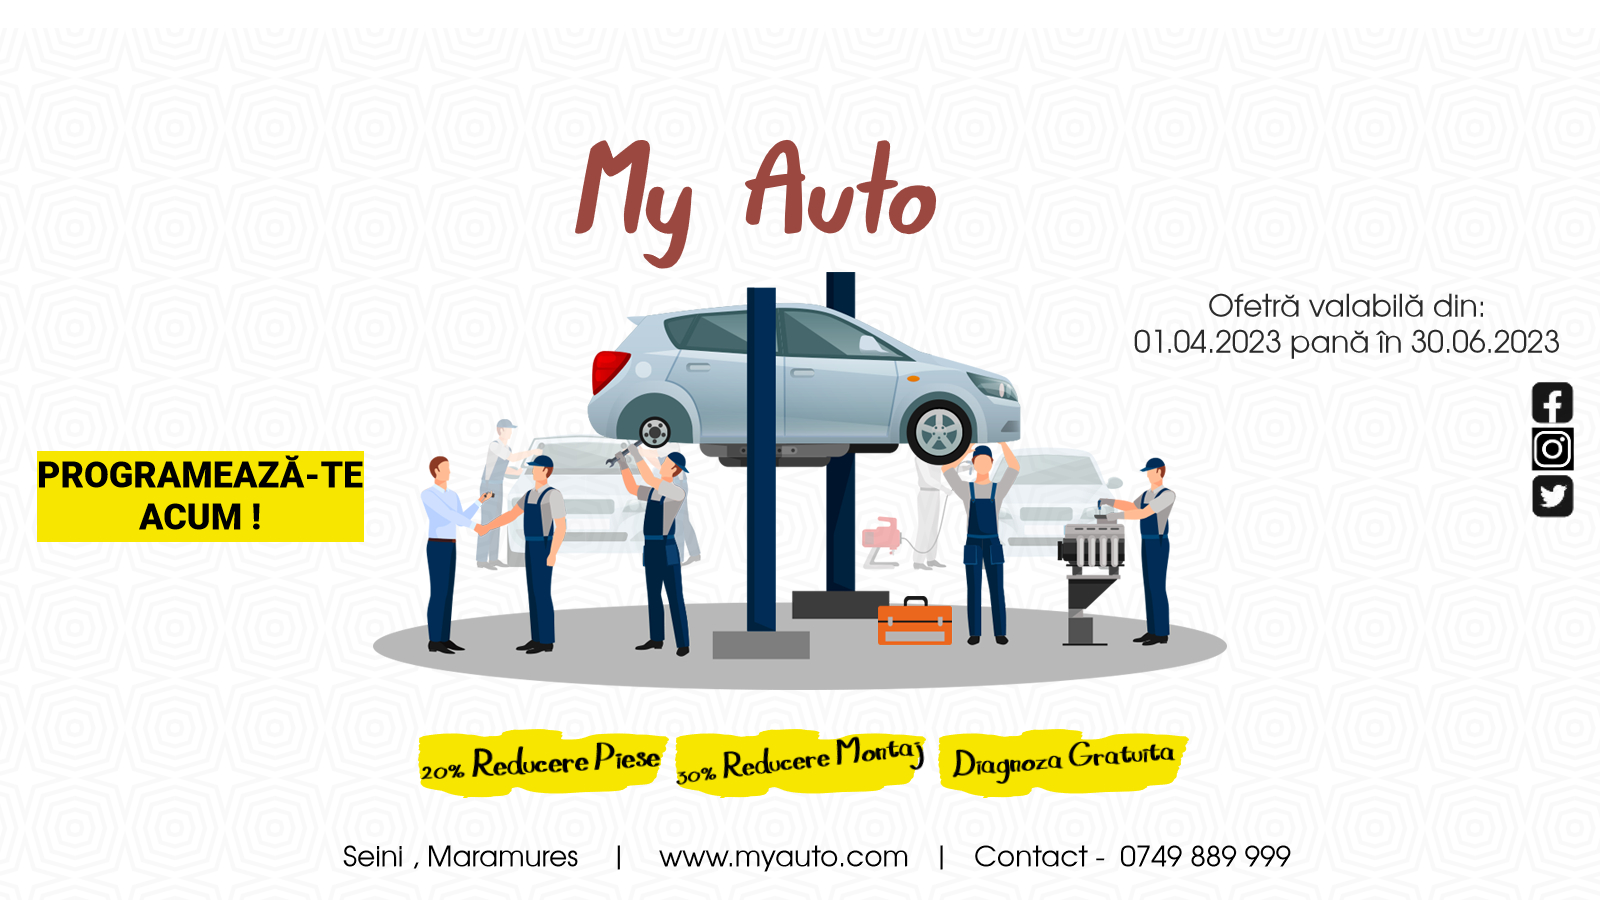 My Auto
Ofetră valabilă din:
01.04.2023 pană în 30.06.2023
PROGRAMEAZĂ-TE
ACUM !
20% Reducere Piese
30% Reducere Montaj
Diagnoza Gratuita
Seini , Maramures | www.myauto.com | Contact - 0749 889 999